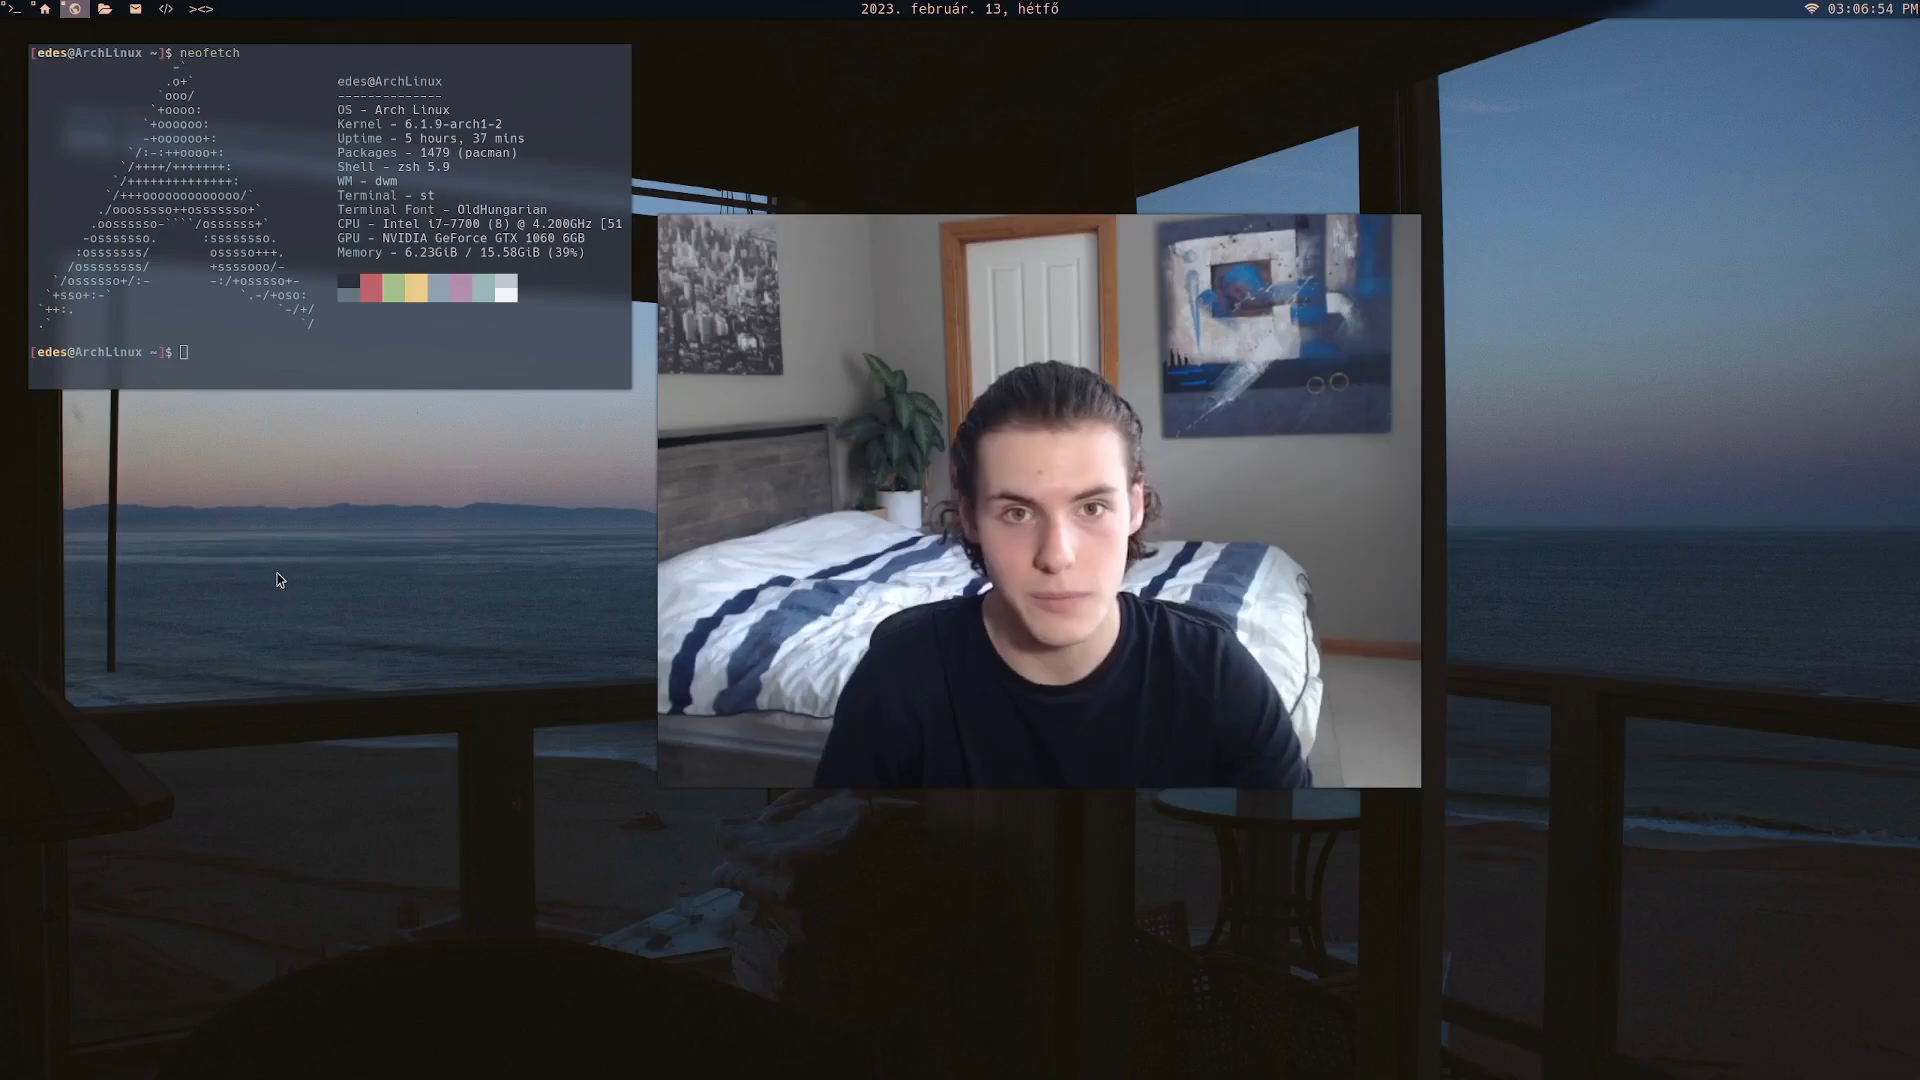 2023. február. 13, hétfő
03:06:54 PM
[edes@ArchLinux ~]$ neofetch
edes@ArchLinux
--------------
OS - Arch Linux
Kernel - 6.1.9-arch1-2
Uptime - 5 hours, 37 mins
Packages - 1479 (pacman)
Shell - zsh 5.9
WM - dwm
Terminal - st
Terminal Font - OldHungarian
CPU - Intel i7-7700 (8) @ 4.200GHz [51
GPU - NVIDIA GeForce GTX 1060 6GB
Memory - 6.23GiB / 15.58GiB (39%)
[edes@ArchLinux ~]$